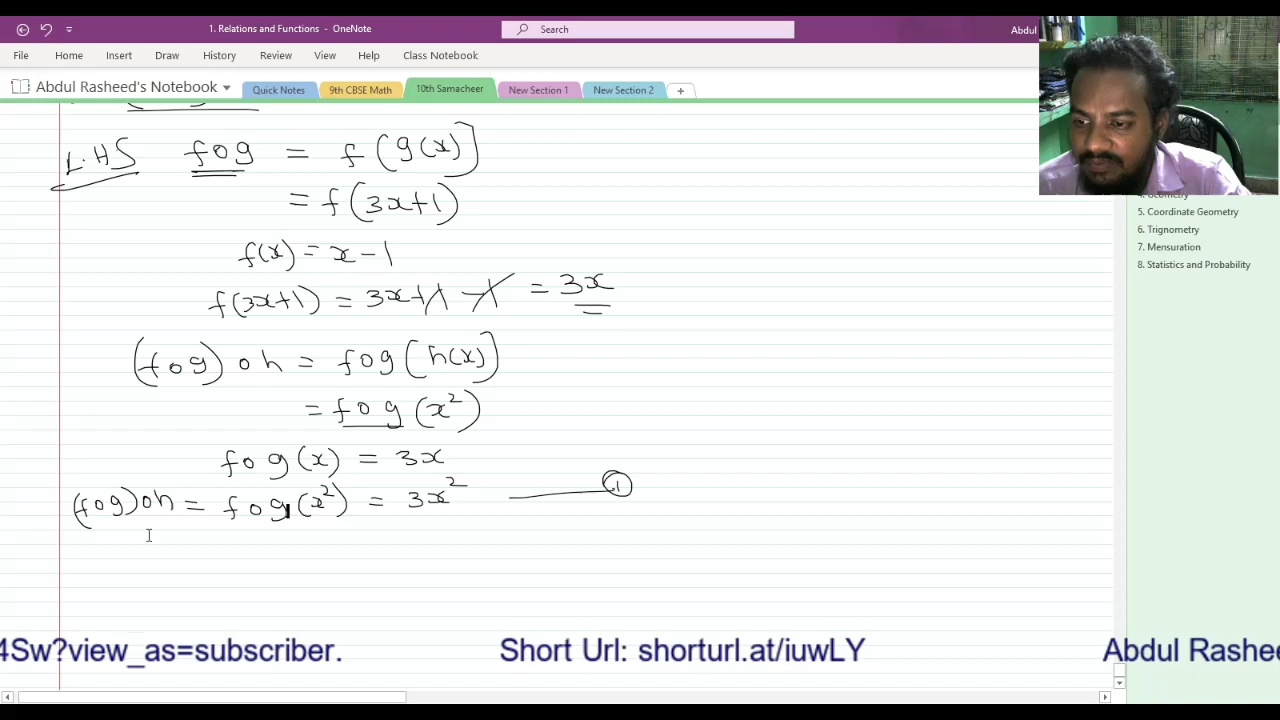 1. Relations and Functions - OneNote
Search
Abdul
File Home Insert Draw History Review View Help Class Notebook
Abdul Rasheed's Notebook
Quick Notes 9th CBSE Math 10th Samacheer New Section 1 New Section 2 +
L.HS fog = f(g(x)]
= f(3x+1)
f(x) = x - 1
f(3x+1) = 3x+1 - 1 = 3x
(fog) oh = fog(h(x)]
= fog(x²)
fog(x) = 3x
(fog)oh = fog(x²) = 3x² ——— ①
5. Coordinate Geometry
6. Trignometry
7. Mensuration
8. Statistics and Probability
4Sw?view_as=subscriber. Short Url: shorturl.at/iuwLY Abdul Rashee